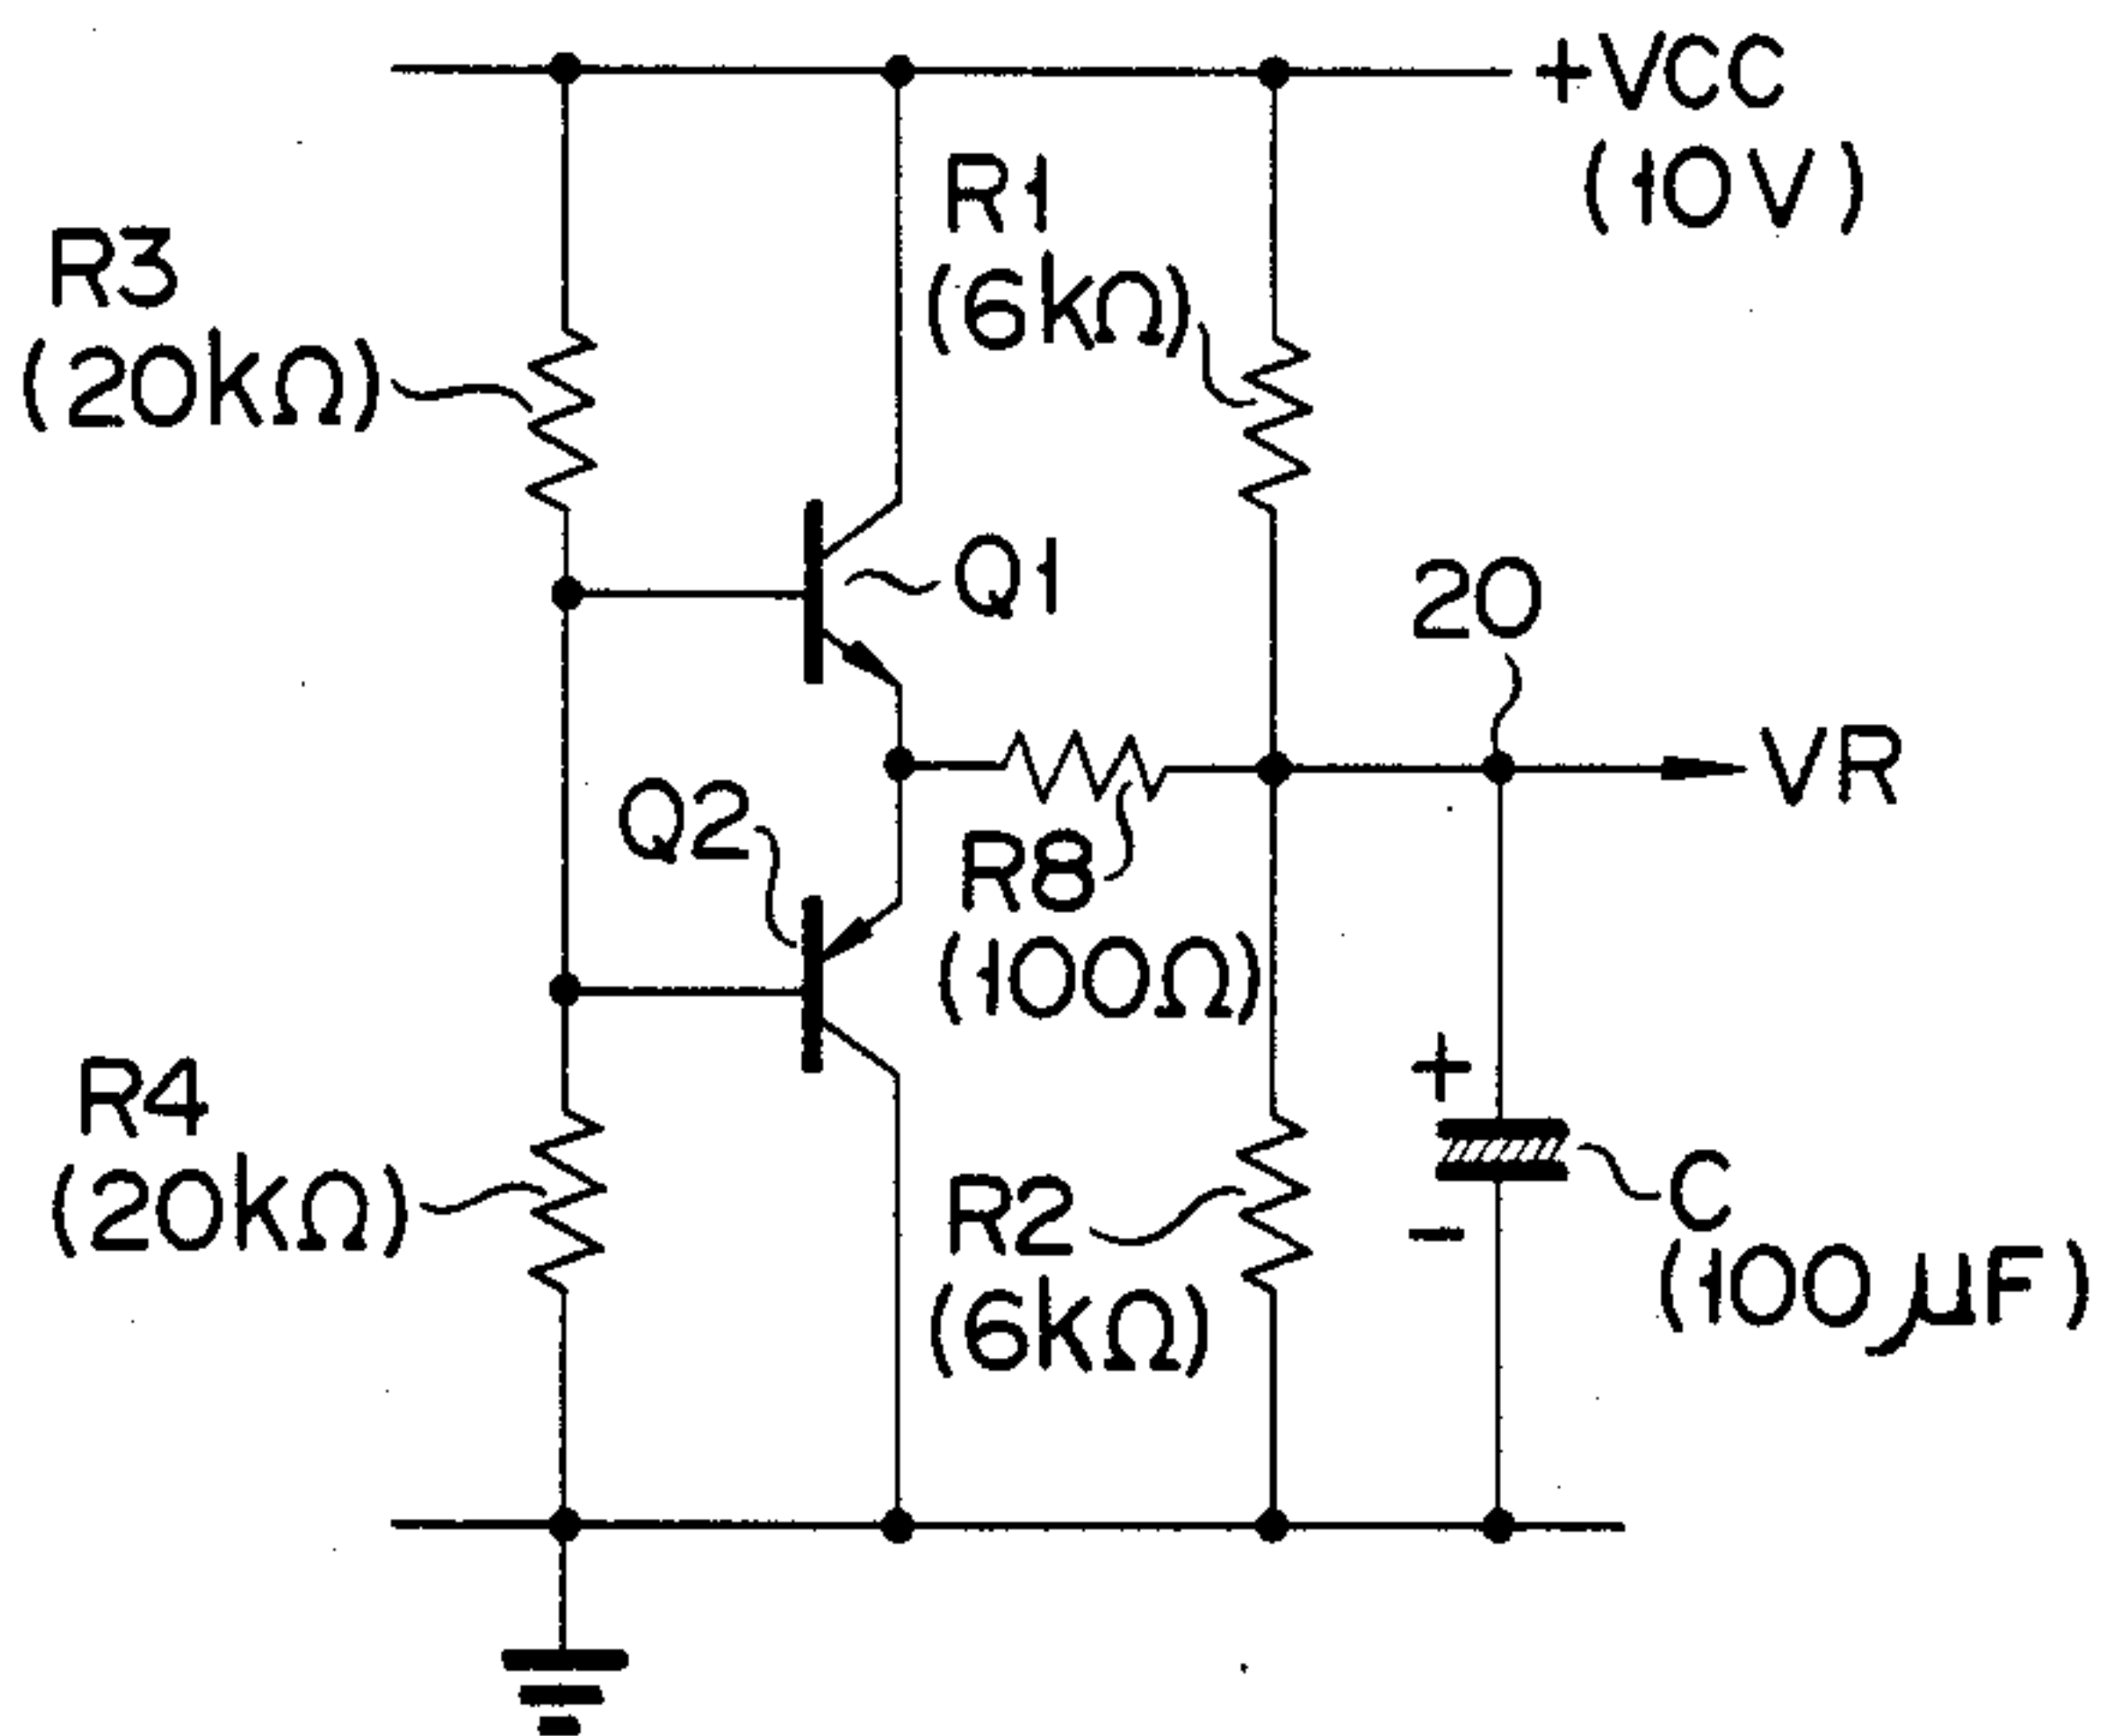 +VCC
(10V)
R1
(6kΩ)
R3
(20kΩ)
Q1
20
VR
Q2
R8
(100Ω)
R4
(20kΩ)
+
R2
(6kΩ)
-
C
(100μF)